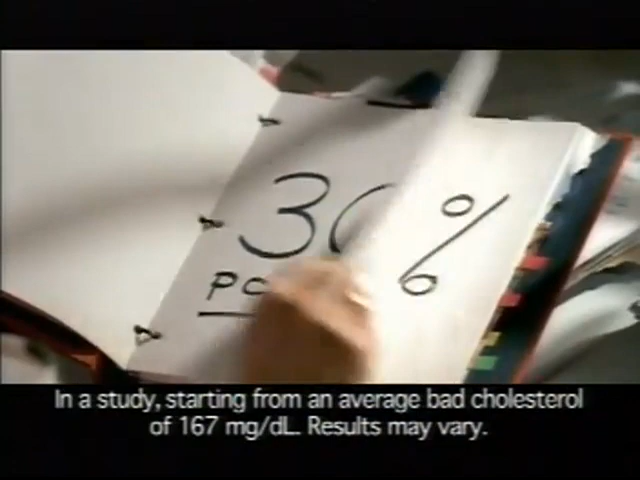 In a study, starting from an average bad cholesterol
of 167 mg/dL. Results may vary.